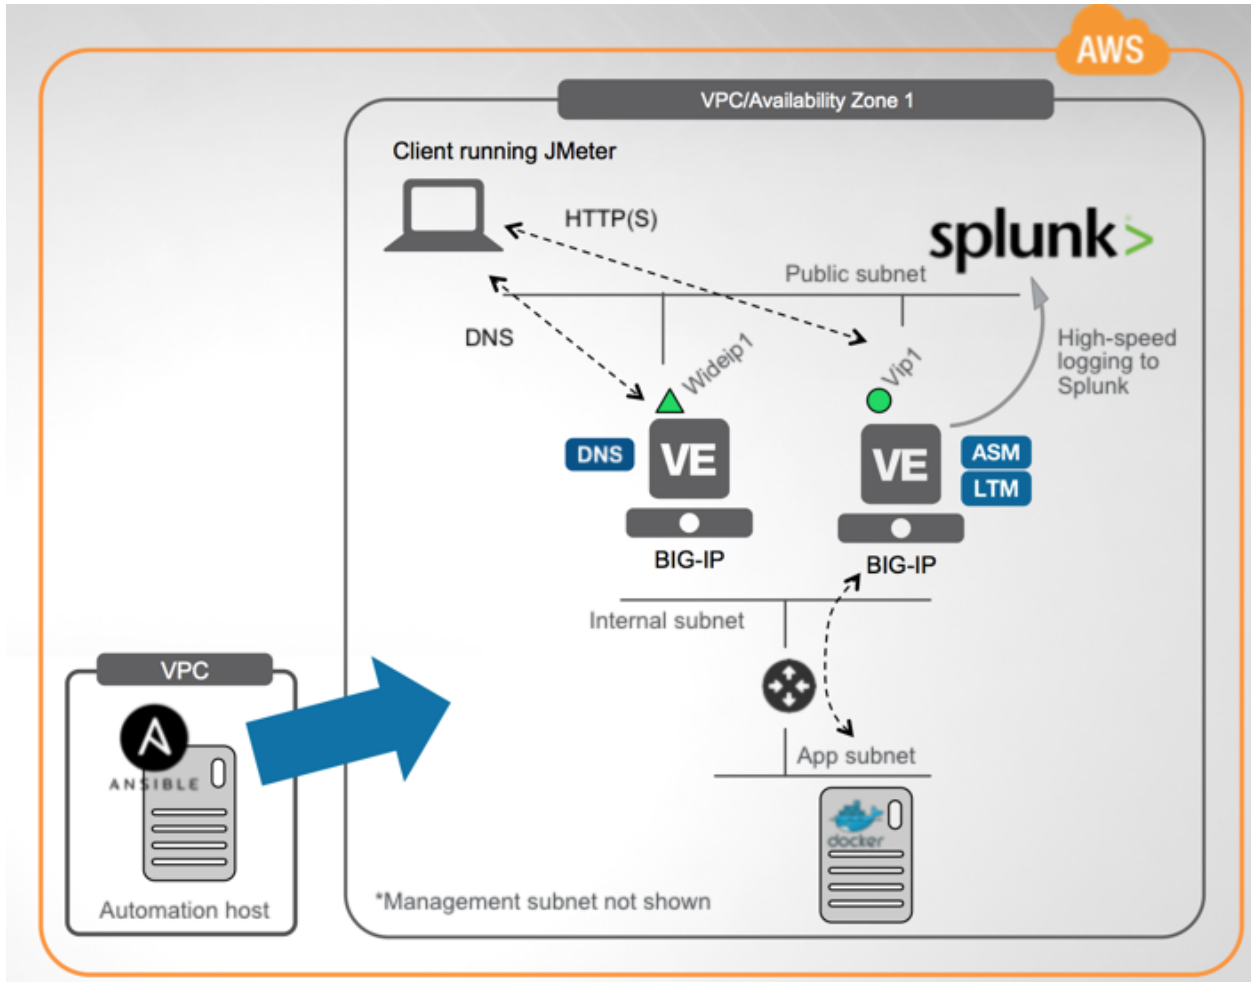 AWS
VPC/Availability Zone 1
Client running JMeter
HTTP(S)
splunk>
Public subnet
DNS
High-speed
logging to
Splunk
Wideip1
Vip1
DNS
VE
VE
ASM
LTM
BIG-IP
BIG-IP
Internal subnet
VPC
ANSIBLE
App subnet
docker
Automation host
*Management subnet not shown